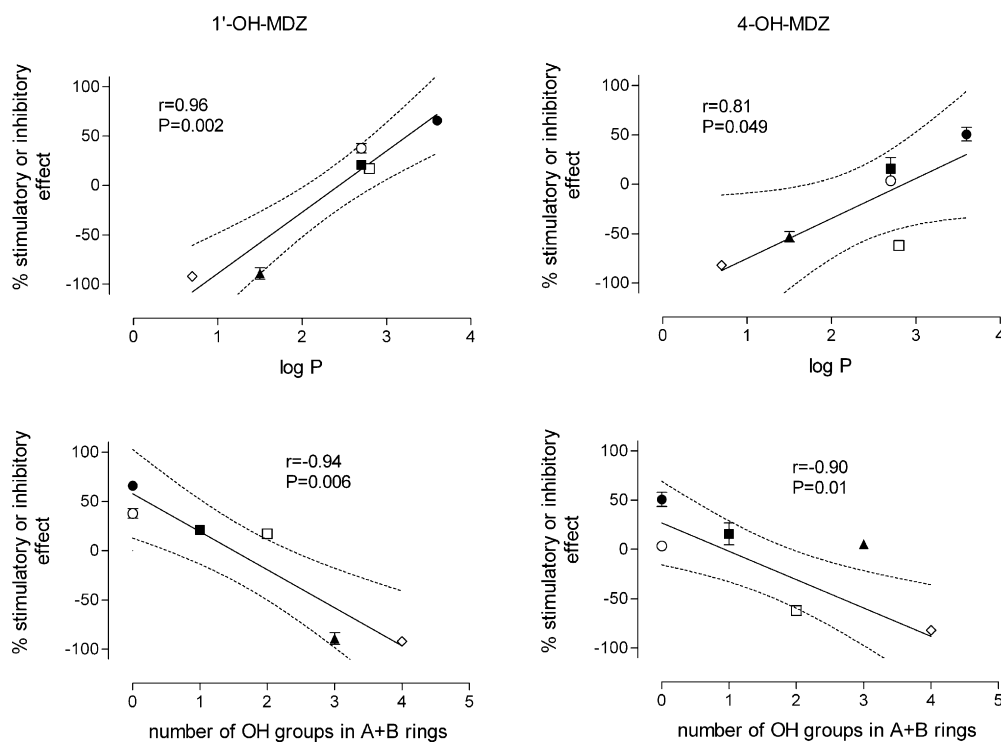 1'-OH-MDZ
4-OH-MDZ
% stimulatory or inhibitory
effect
100
50
0
-50
-100
r=0.96
P=0.002
0 1 2 3 4
log P
% stimulatory or inhibitory
effect
100
50
0
-50
-100
r=0.81
P=0.049
0 1 2 3 4
log P
% stimulatory or inhibitory
effect
100
50
0
-50
-100
r=-0.94
P=0.006
0 1 2 3 4 5
number of OH groups in A+B rings
% stimulatory or inhibitory
effect
100
50
0
-50
-100
r=-0.90
P=0.01
0 1 2 3 4 5
number of OH groups in A+B rings